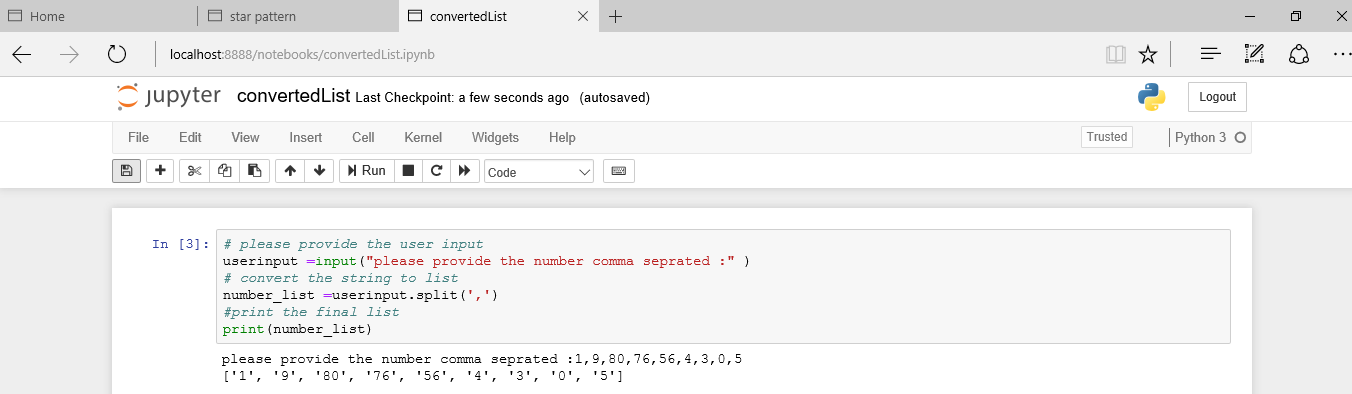 Home
star pattern
convertedList
localhost:8888/notebooks/convertedList.ipynb
jupyter convertedList Last Checkpoint: a few seconds ago (autosaved)
Logout
File Edit View Insert Cell Kernel Widgets Help
Trusted Python 3
Run Code
In [3]: # please provide the user input
userinput =input("please provide the number comma seprated :" )
# convert the string to list
number_list =userinput.split(',')
#print the final list
print(number_list)
please provide the number comma seprated :1,9,80,76,56,4,3,0,5
['1', '9', '80', '76', '56', '4', '3', '0', '5']